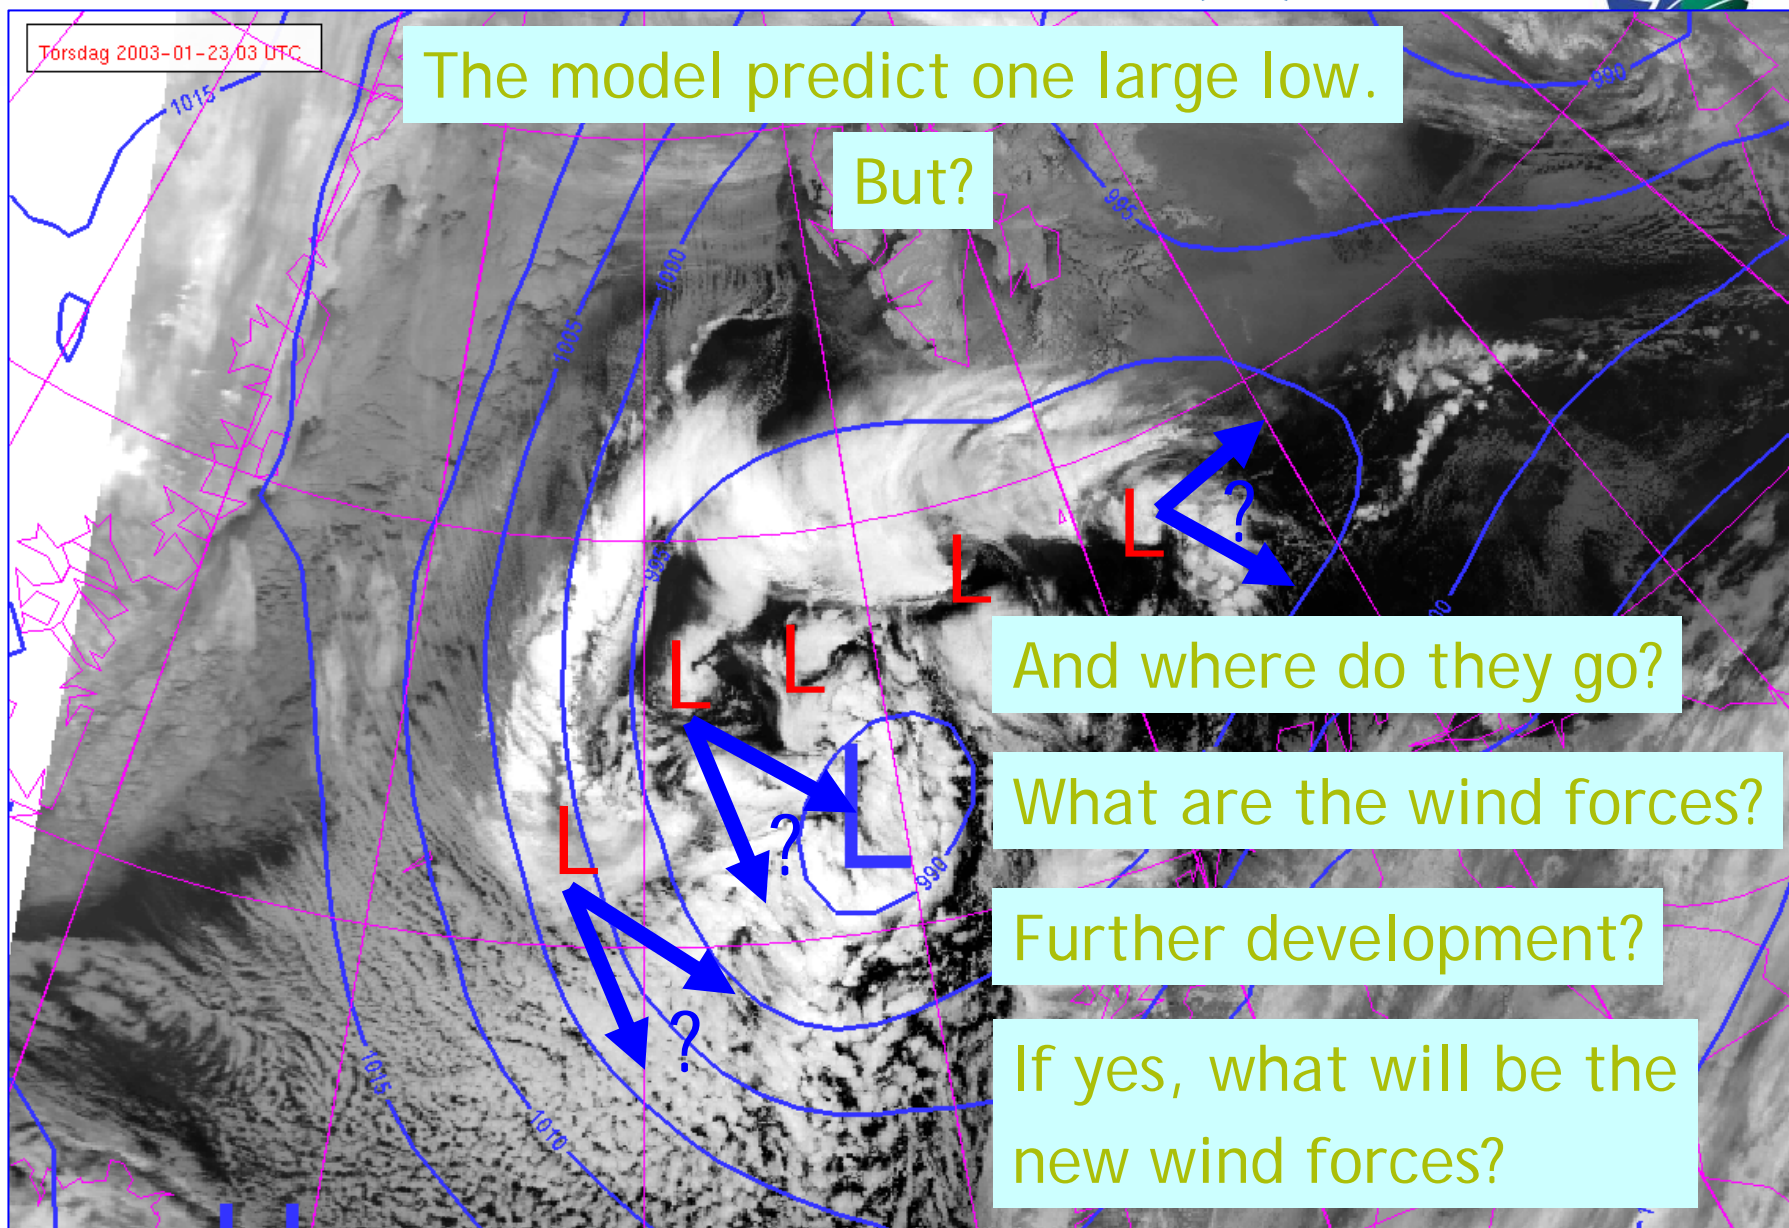 Torsdag 2003-01-23 03 UTC
The model predict one large low.
But?
1015
990
995
1000
1005
995
L
L
L
L
L
L
?
?
?
00
990
And where do they go?
What are the wind forces?
Further development?
If yes, what will be the
new wind forces?
1015
1010